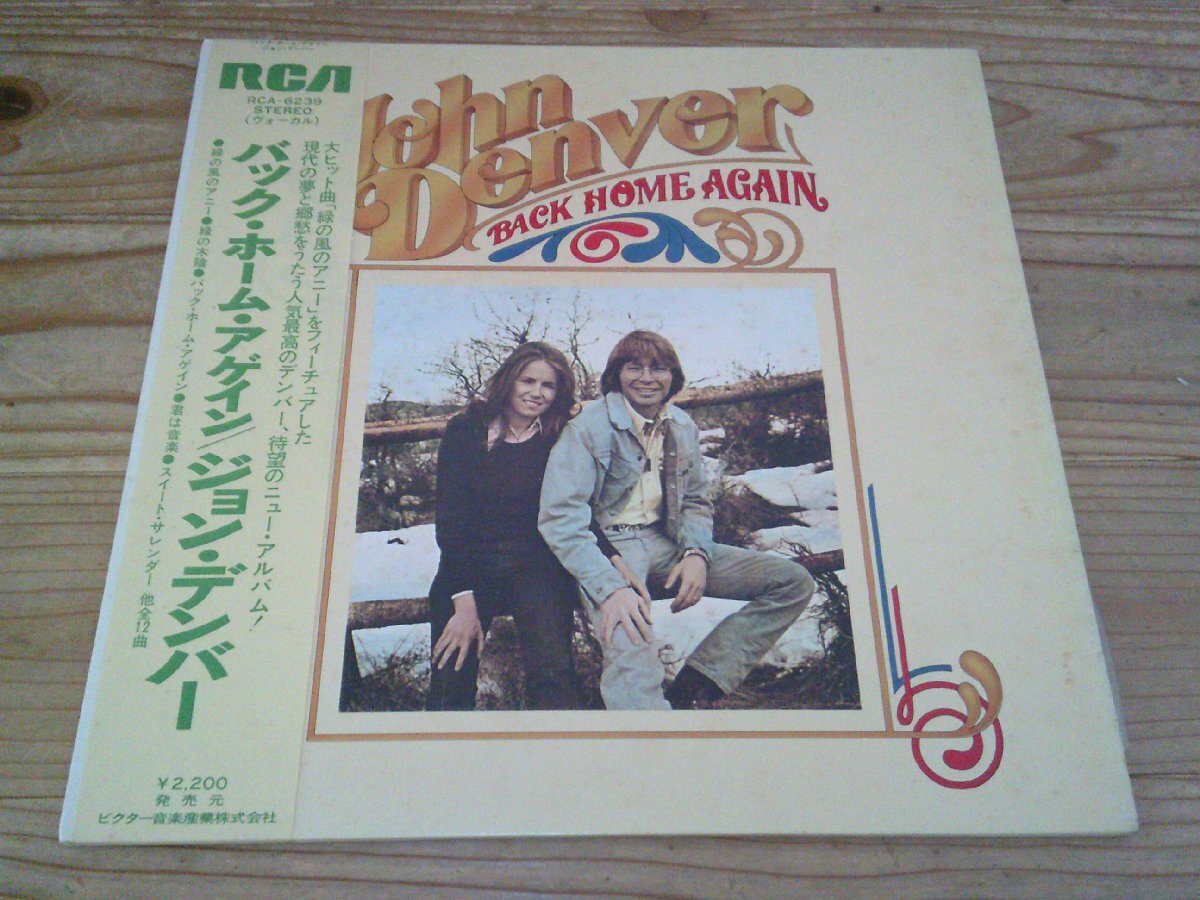 RCA
RCA-6239
STEREO
(ヴォーカル)
大ヒット曲「緑の風のアニー」をフィーチュアした
現代の夢と郷愁をうたう人気最高のデンバー、待望のニュー・アルバム!
バック・ホーム・アゲイン/ジョン・デンバー
●緑の風のアニー●緑の木陰●バック・ホーム・アゲイン●君は音楽●スイート・サレンダー 他全12曲
¥2,200
発売元
ビクター音楽産業株式会社
John
Denver
BACK HOME AGAIN